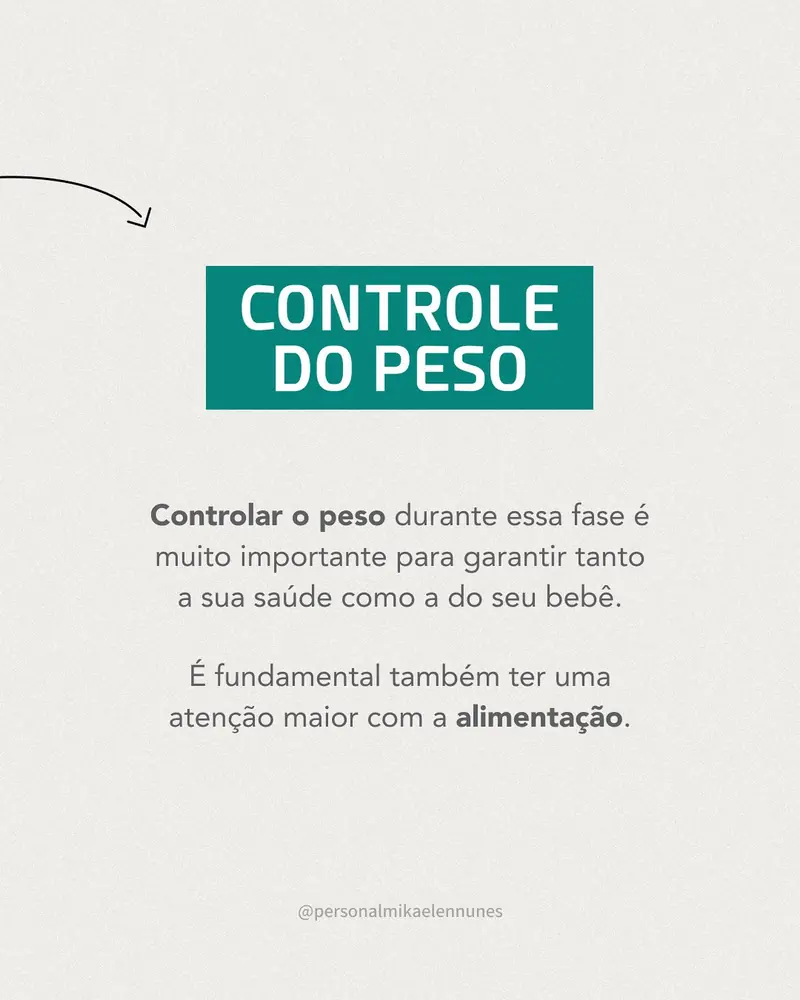 CONTROLE
DO PESO
Controlar o peso durante essa fase é
muito importante para garantir tanto
a sua saúde como a do seu bebê.
É fundamental também ter uma
atenção maior com a alimentação.
@personalmikaelennunes